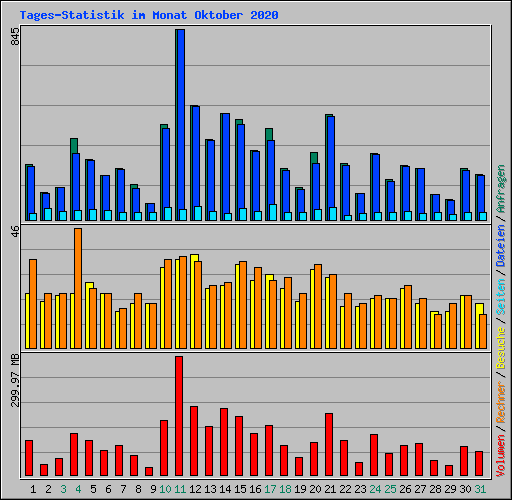 Tages-Statistik im Monat Oktober 2020
845
46
299.97 MB
Volumen / Rechner / Besuche / Seiten / Dateien / Anfragen
1 2 3 4 5 6 7 8 9 10 11 12 13 14 15 16 17 18 19 20 21 22 23 24 25 26 27 28 29 30 31